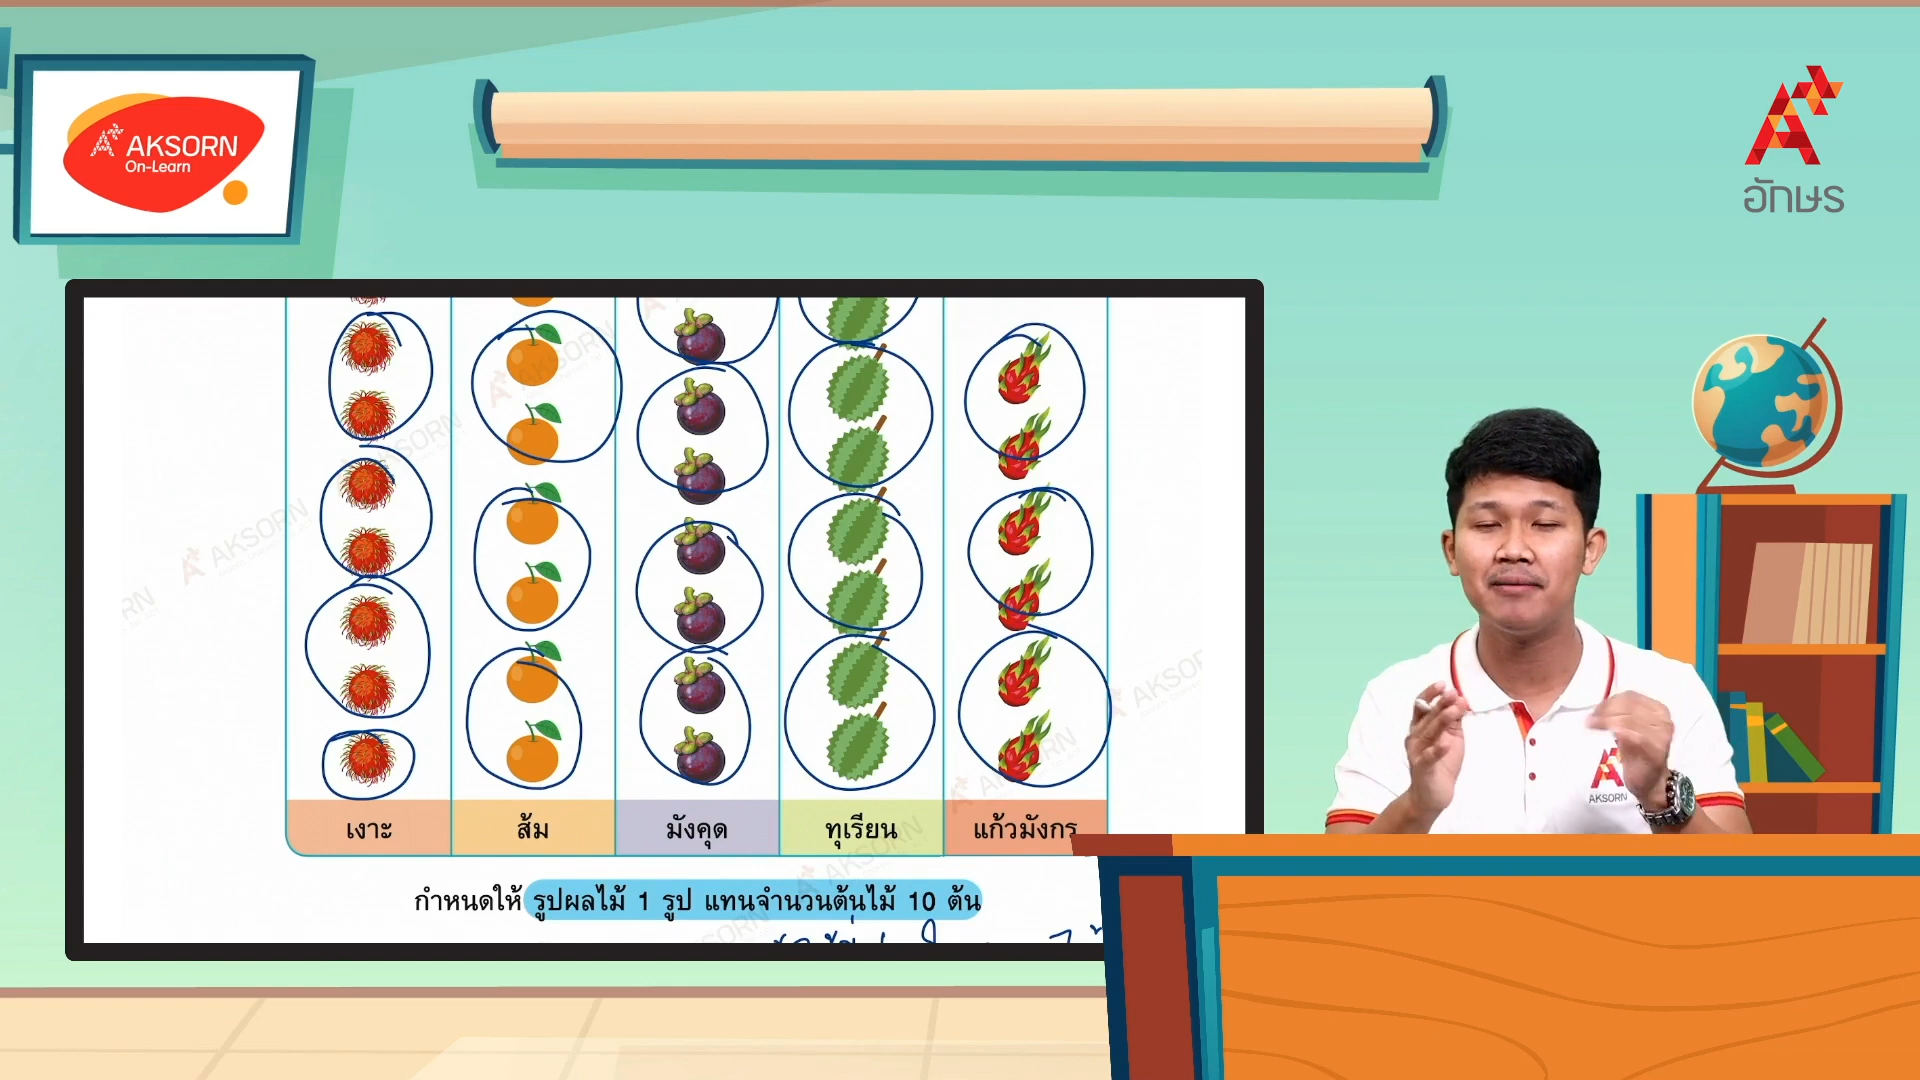 AKSORN
On-Learn
อักษร
เงาะ
ส้ม
มังคุด
ทุเรียน
แก้วมังกร
กำหนดให้ รูปผลไม้ 1 รูป แทนจำนวนต้นไม้ 10 ต้น
AKSORN